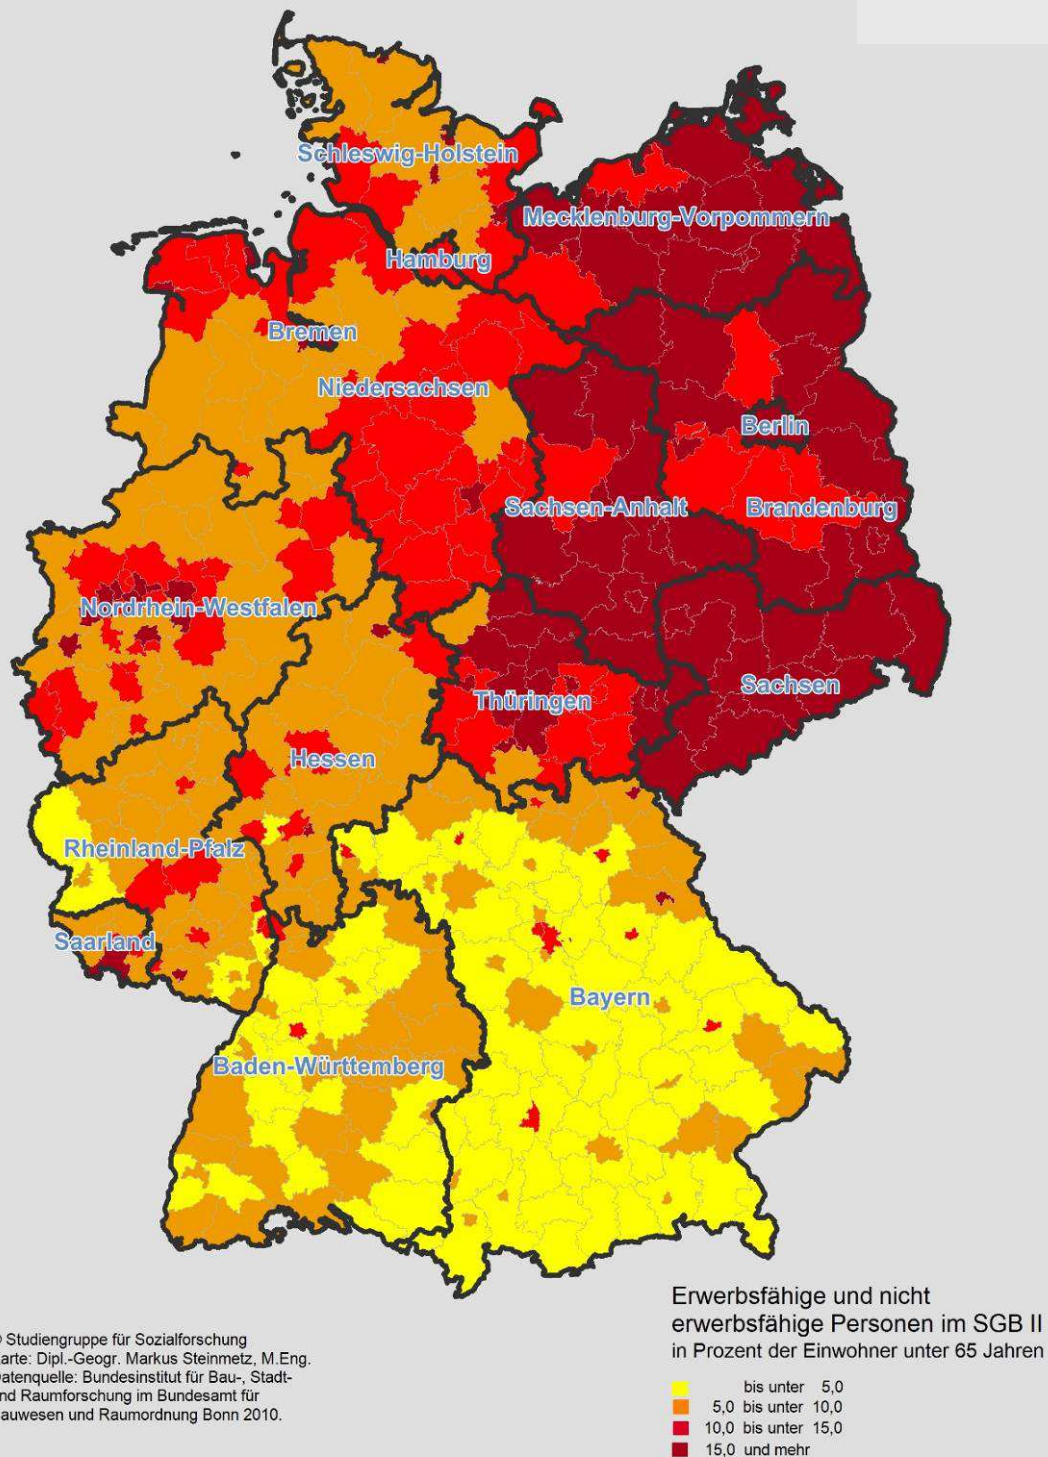 Schleswig-Holstein
Mecklenburg-Vorpommern
Hamburg
Bremen
Niedersachsen
Berlin
Sachsen-Anhalt
Brandenburg
Nordrhein-Westfalen
Thüringen
Sachsen
Hessen
Rheinland-Pfalz
Saarland
Bayern
Baden-Württemberg
Erwerbsfähige und nicht
erwerbsfähige Personen im SGB II
in Prozent der Einwohner unter 65 Jahren
bis unter 5,0
5,0 bis unter 10,0
10,0 bis unter 15,0
15,0 und mehr
Studiengruppe für Sozialforschung
arte: Dipl.-Geogr. Markus Steinmetz, M.Eng.
atenquelle: Bundesinstitut für Bau-, Stadt-
nd Raumforschung im Bundesamt für
auwesen und Raumordnung Bonn 2010.